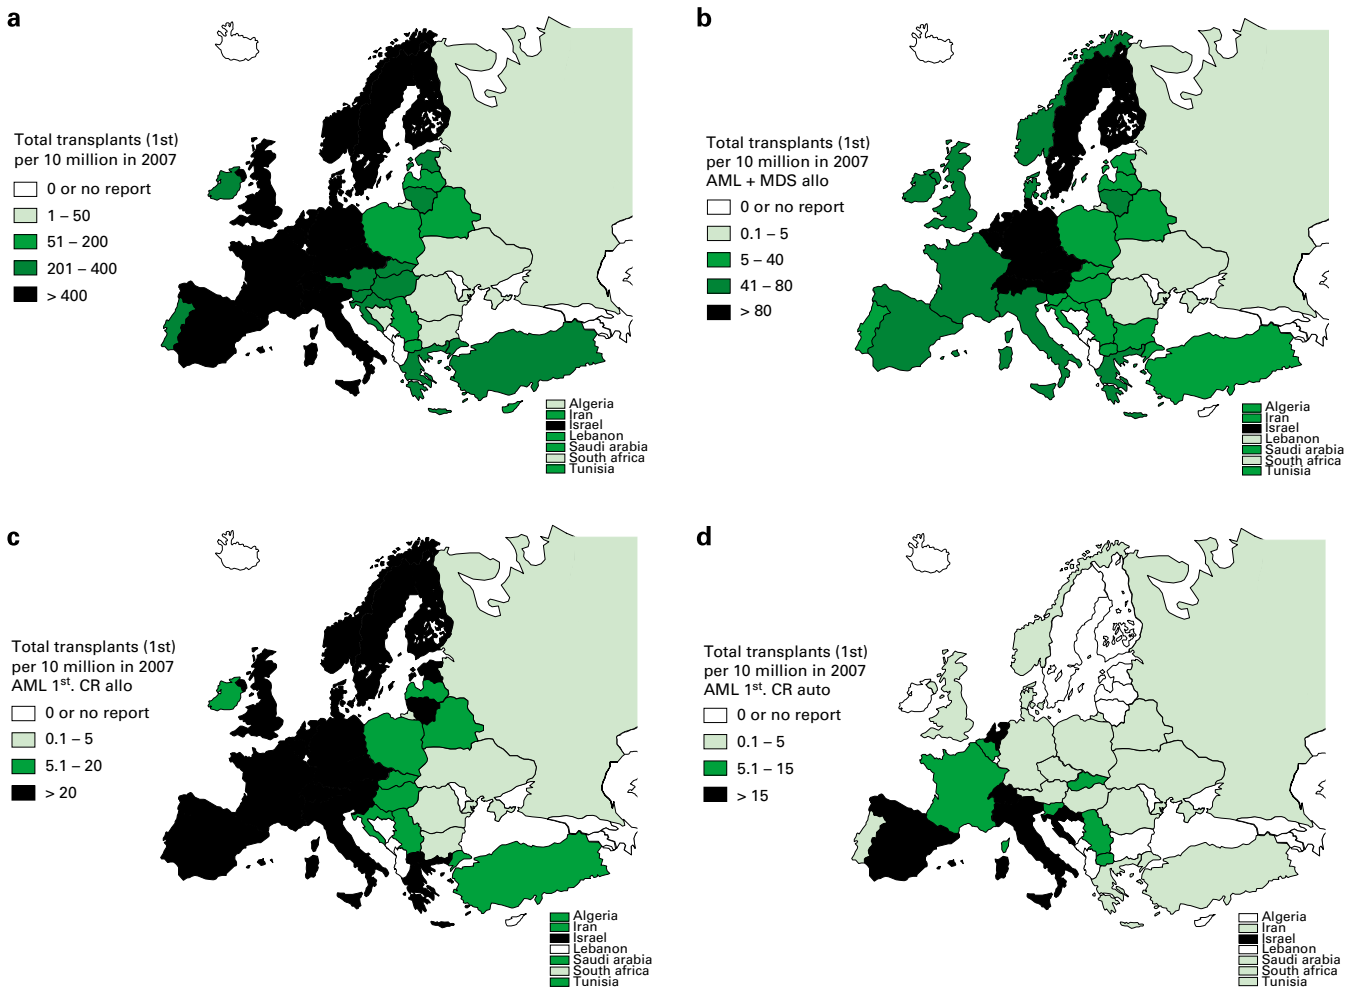 a
Total transplants (1st)
per 10 million in 2007
0 or no report
1 – 50
51 – 200
201 – 400
> 400
Algeria
Iran
Israel
Lebanon
Saudi arabia
South africa
Tunisia
b
Total transplants (1st)
per 10 million in 2007
AML + MDS allo
0 or no report
0.1 – 5
5 – 40
41 – 80
> 80
Algeria
Iran
Israel
Lebanon
Saudi arabia
South africa
Tunisia
c
Total transplants (1st)
per 10 million in 2007
AML 1st. CR allo
0 or no report
0.1 – 5
5.1 – 20
> 20
Algeria
Iran
Israel
Lebanon
Saudi arabia
South africa
Tunisia
d
Total transplants (1st)
per 10 million in 2007
AML 1st. CR auto
0 or no report
0.1 – 5
5.1 – 15
> 15
Algeria
Iran
Israel
Lebanon
Saudi arabia
South africa
Tunisia